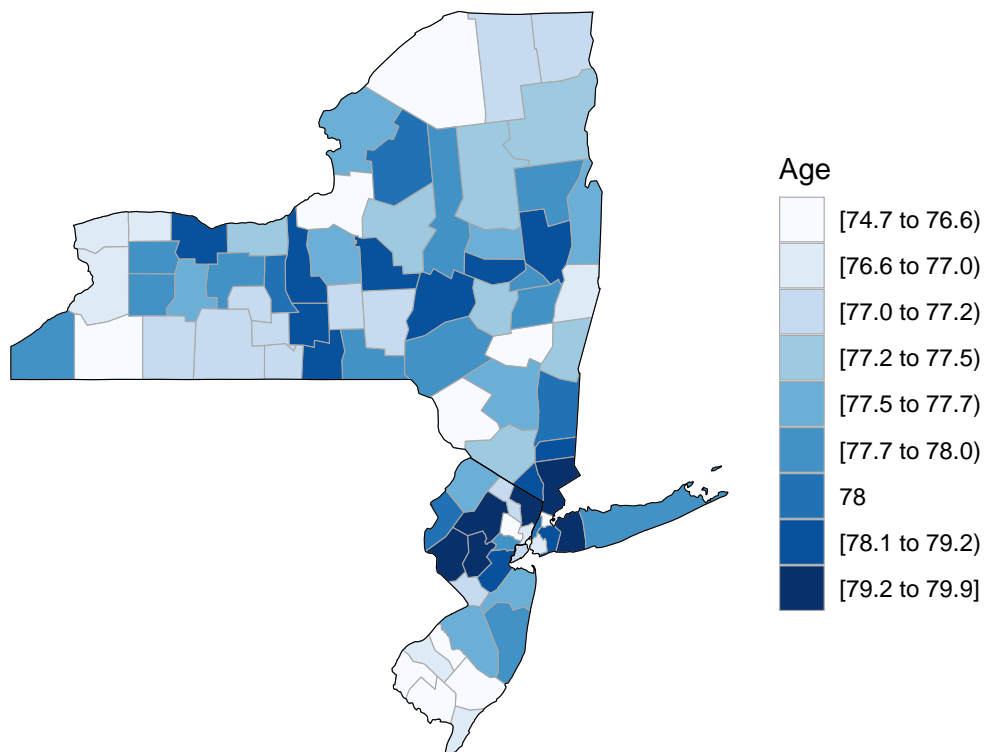 Age
[74.7 to 76.6)
[76.6 to 77.0)
[77.0 to 77.2)
[77.2 to 77.5)
[77.5 to 77.7)
[77.7 to 78.0)
78
[78.1 to 79.2)
[79.2 to 79.9]